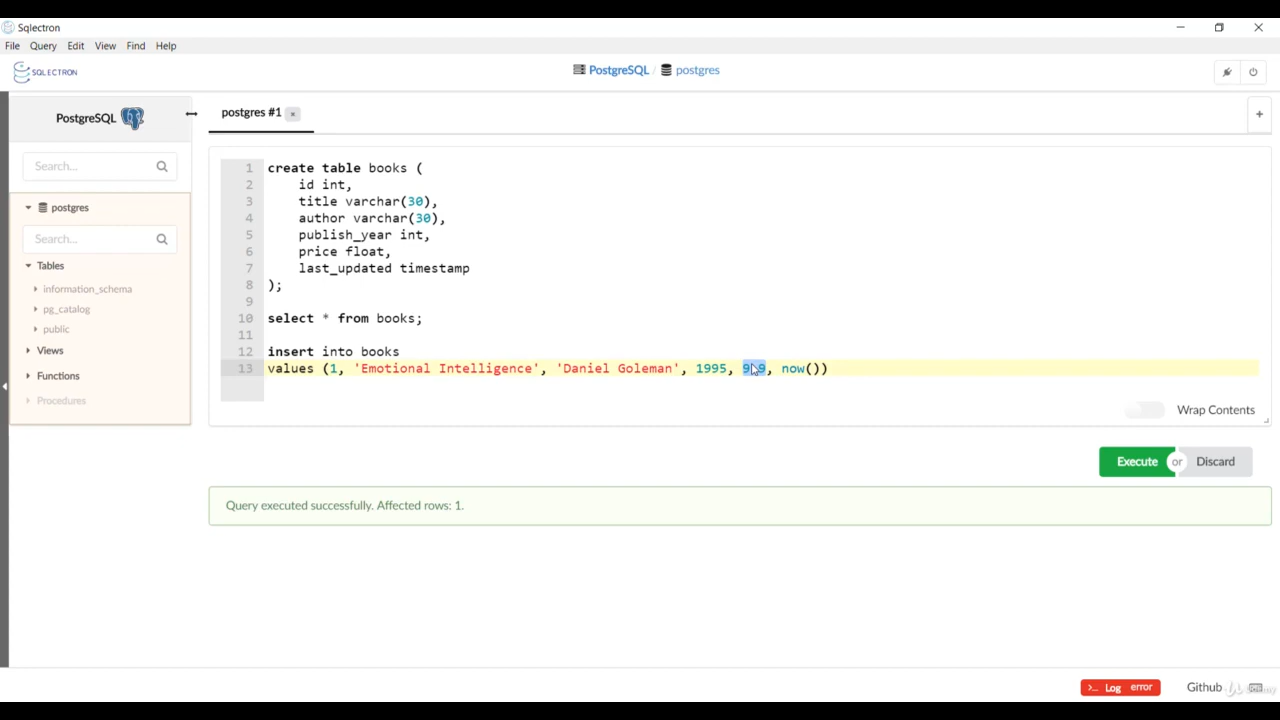 Sqlectron
File Query Edit View Find Help
SQLECTRON
PostgreSQL / postgres
PostgreSQL
postgres #1 ×
+
Search...
postgres
Search...
Tables
information_schema
pg_catalog
public
Views
Functions
Procedures
1 create table books (
2 id int,
3 title varchar(30),
4 author varchar(30),
5 publish_year int,
6 price float,
7 last_updated timestamp
8 );
9
10 select * from books;
11
12 insert into books
13 values (1, 'Emotional Intelligence', 'Daniel Goleman', 1995, , now())
Wrap Contents
Execute or Discard
Query executed successfully. Affected rows: 1.
>_ Log error
Github
Udemy